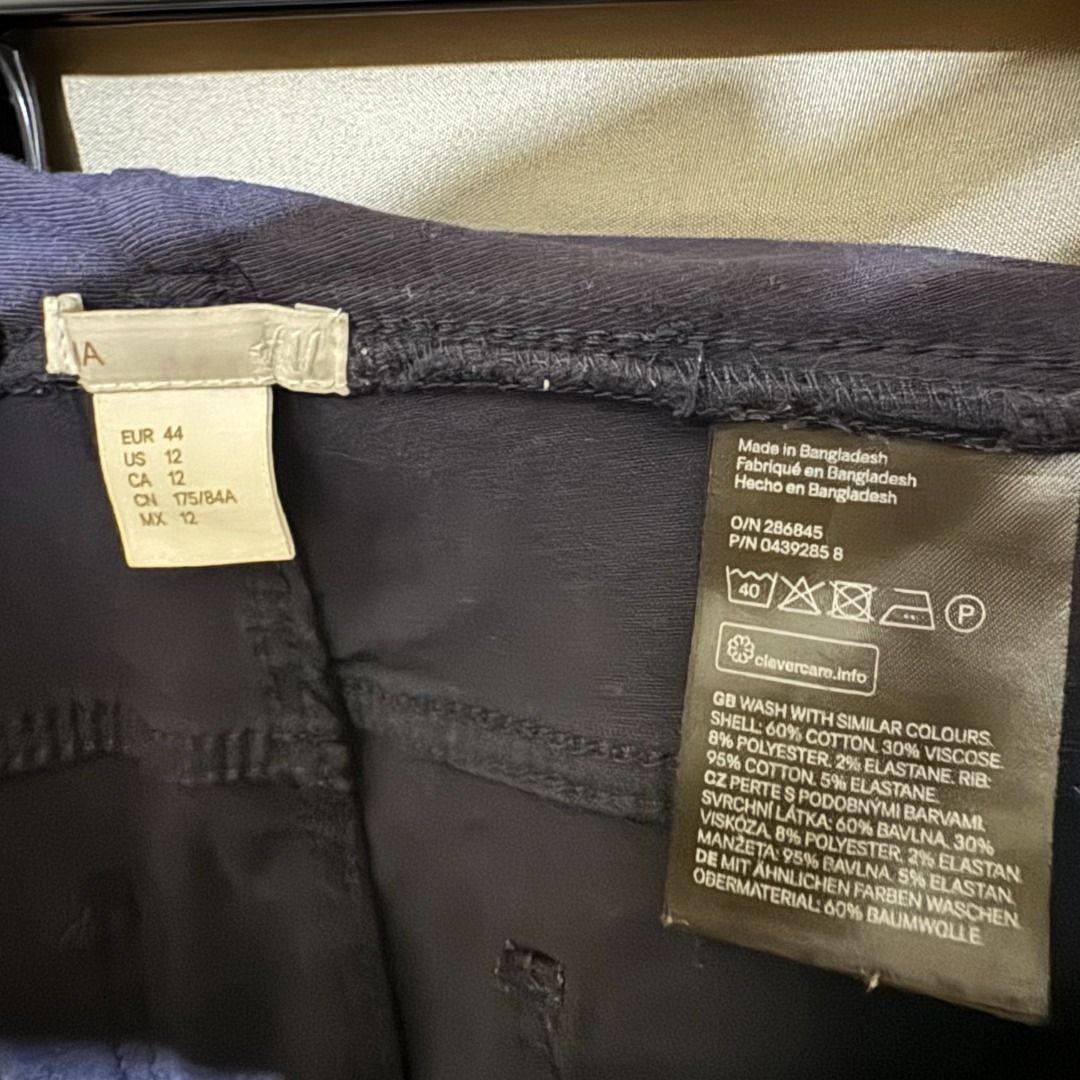 EUR 44
US 12
CA 12
CN 175/84A
MX 12
Made in Bangladesh
Fabriqué en Bangladesh
Hecho en Bangladesh
O/N 286845
P/N 0439285 8
40
P
clevercare.info
GB WASH WITH SIMILAR COLOURS.
SHELL: 60% COTTON. 30% VISCOSE.
8% POLYESTER. 2% ELASTANE. RIB:
95% COTTON. 5% ELASTANE.
CZ PERTE S PODOBNÝMI BARVAMI.
SVRCHNÍ LÁTKA: 60% BAVLNA. 30%
VISKÓZA. 8% POLYESTER. 2% ELASTAN.
MANŽETA: 95% BAVLNA. 5% ELASTAN.
DE MIT ÄHNLICHEN FARBEN WASCHEN.
OBERMATERIAL: 60% BAUMWOLLE.